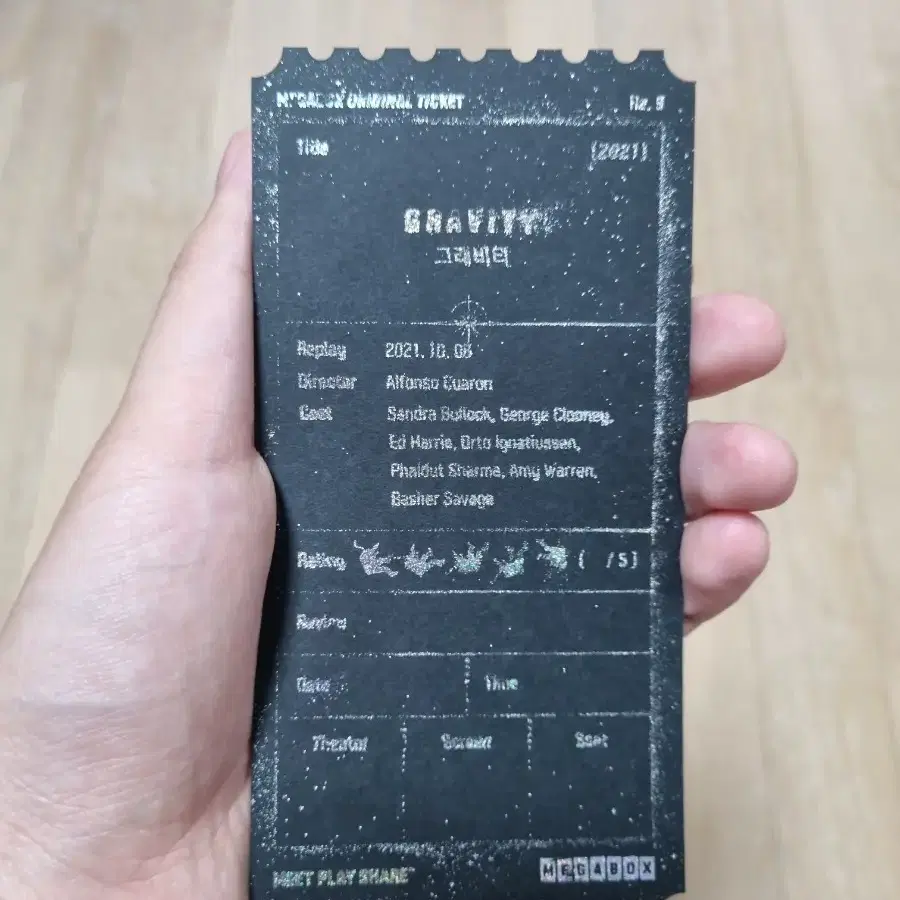 MEGABOX ORIGINAL TICKET No. 9
Title (2021)
GRAVITY
그래비티
Replay 2021. 10. 06
Director Alfonso Cuaron
Cast Sandra Bullock, George Clooney,
Ed Harris, Orto Ignatiussen,
Phaldut Sharma, Amy Warren,
Basher Savage
Rating ( /5)
Review
Date Time
Theater Screen Seat
MEET PLAY SHARE MEGABOX